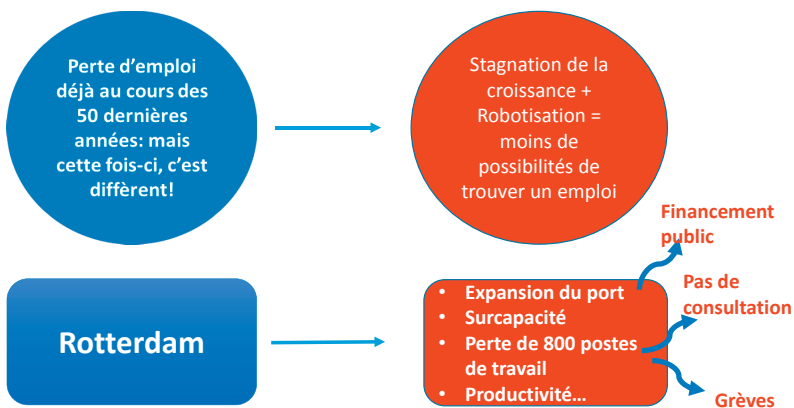 Perte d'emploi
déjà au cours des
50 dernières
années: mais
cette fois-ci, c'est
diffèrent!
Stagnation de la
croissance +
Robotisation =
moins de
possibilités de
trouver un emploi
Financement
public
Rotterdam
• Expansion du port
• Surcapacité
• Perte de 800 postes
de travail
• Productivité…
Pas de
consultation
Grèves